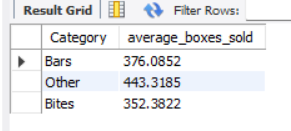 Result Grid Filter Rows:
Category average_boxes_sold
Bars 376.0852
Other 443.3185
Bites 352.3822